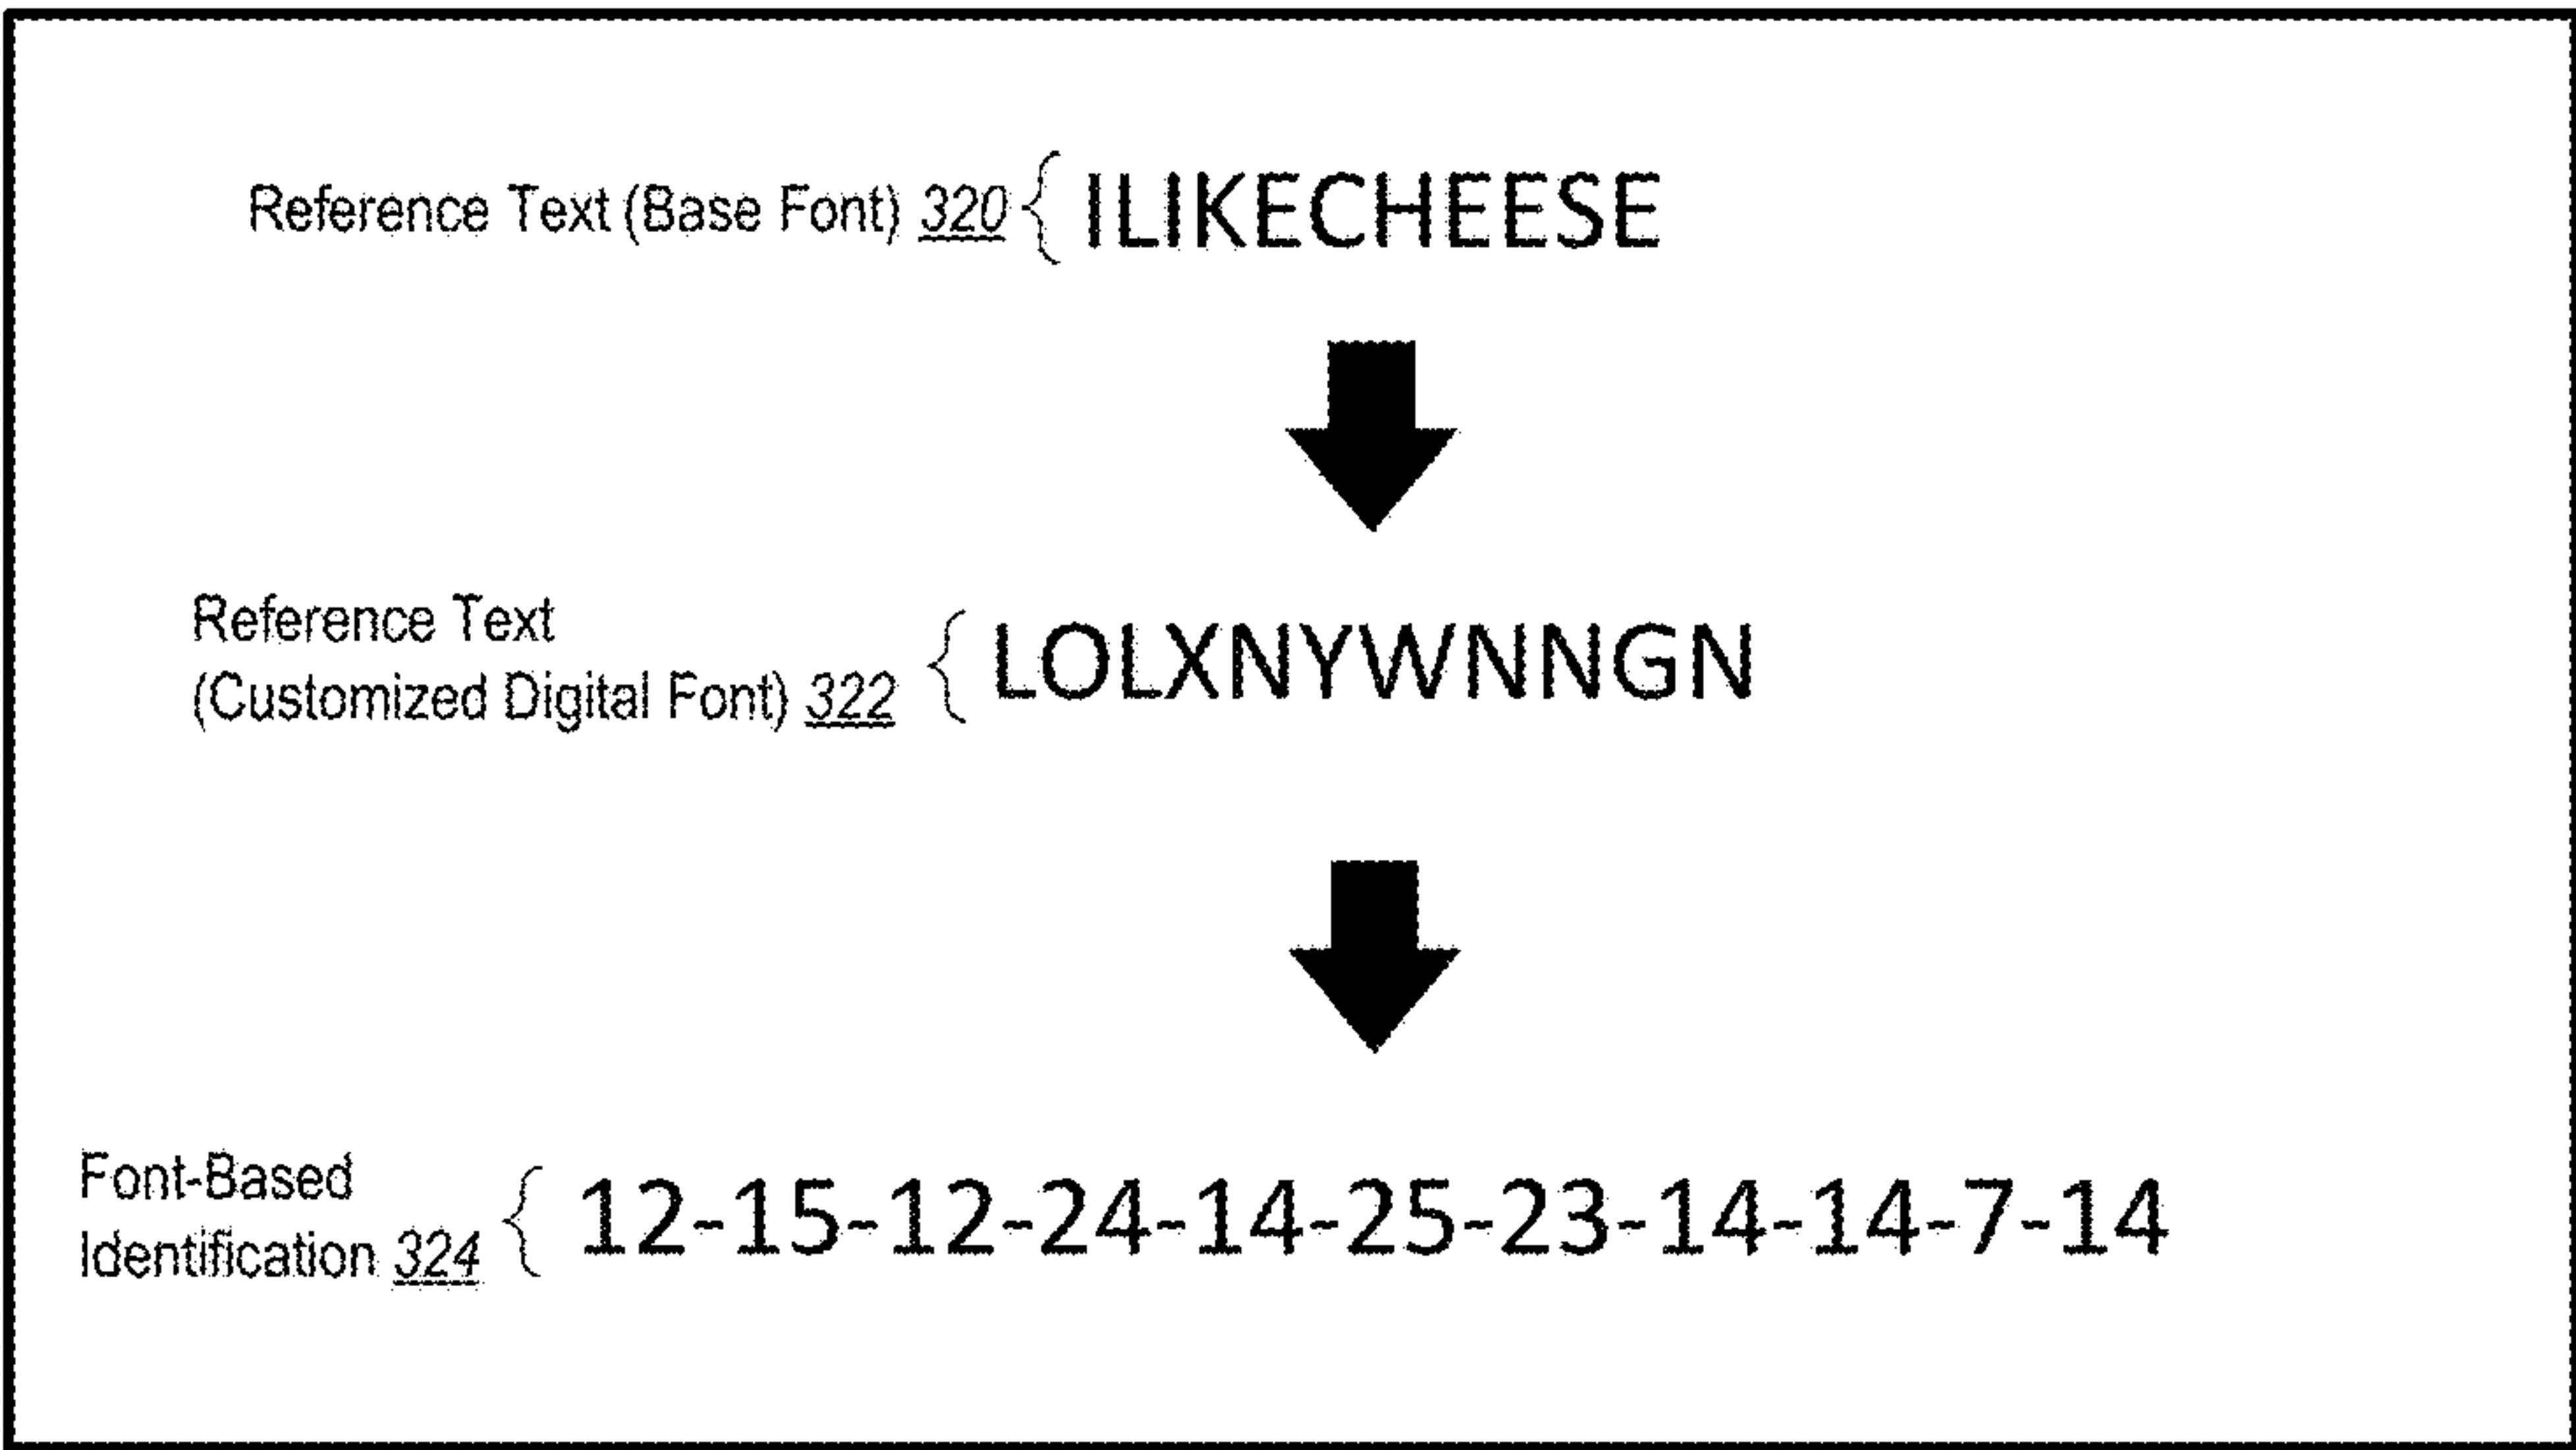 Reference Text (Base Font) 320 { ILIKECHEESE
Reference Text
(Customized Digital Font) 322 { LOLXNYWNNGN
Font-Based
Identification 324 { 12-15-12-24-14-25-23-14-14-7-14